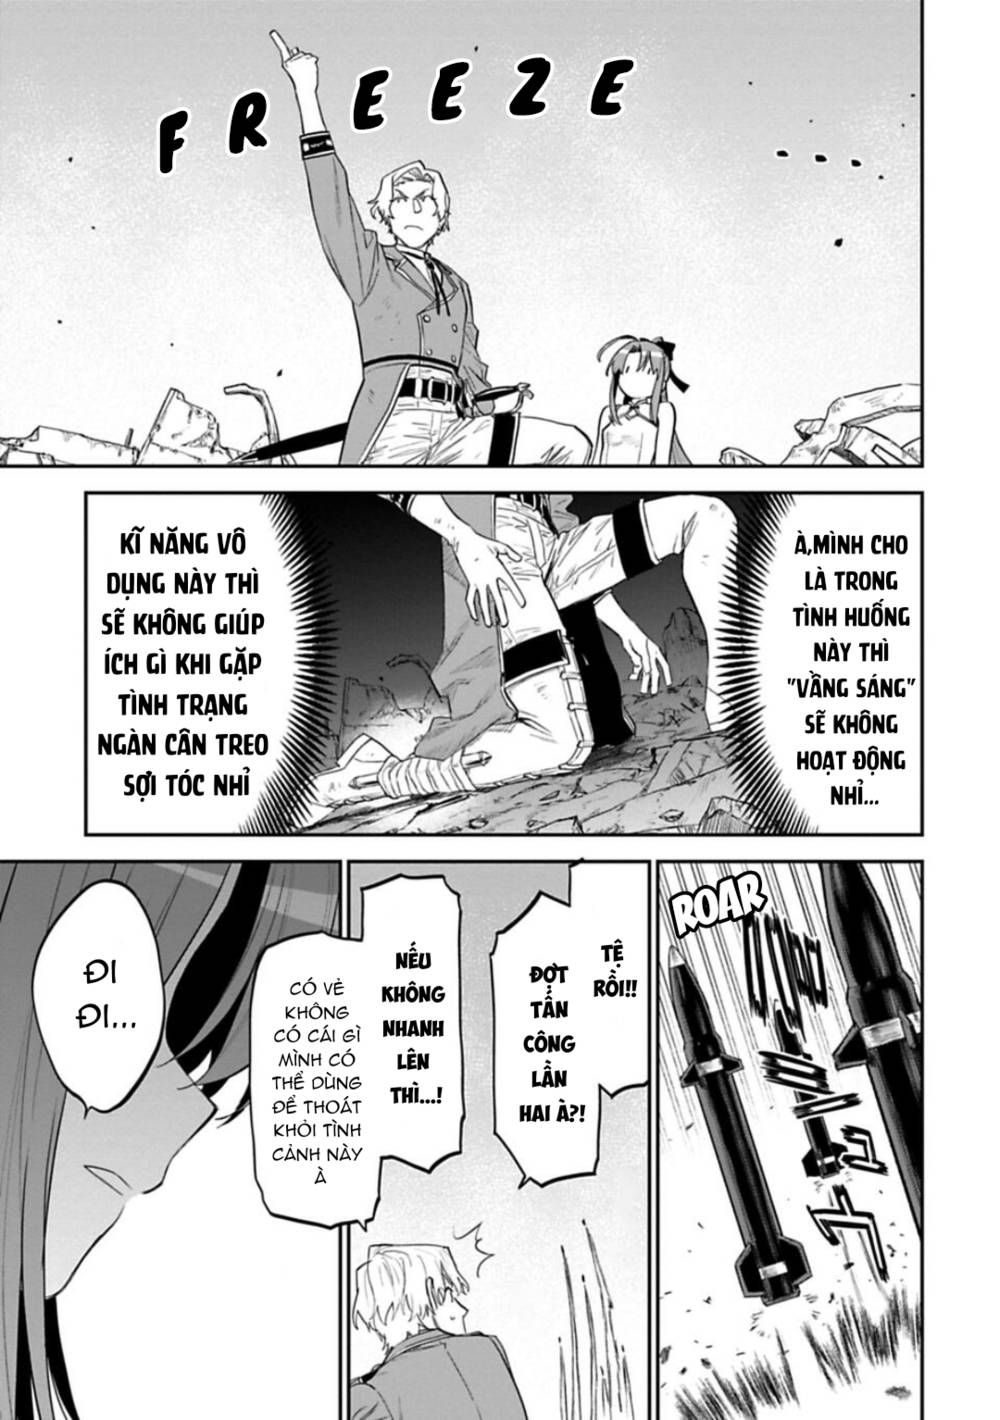 FREEZE
....
À,MÌNH CHO
LÀ TRONG
TÌNH HUỐNG
NÀY THÌ
"VẦNG SÁNG"
SẼ KHÔNG
HOẠT ĐỘNG
NHỈ...
KĨ NĂNG VÔ
DỤNG NÀY THÌ
SẼ KHÔNG GIÚP
ÍCH GÌ KHI GẶP
TÌNH TRẠNG
NGÀN CÂN TREO
SỢI TÓC NHỈ
ROAR
TỆ
RỒI!!
ĐỢT
TẤN
CÔNG
LẦN
HAI À?!
NẾU
KHÔNG
NHANH
LÊN
THÌ...!
CÓ VẺ
KHÔNG
CÓ CÁI GÌ
MÌNH CÓ
THỂ DÙNG
ĐỂ THOÁT
KHỎI TÌNH
CẢNH NÀY
À
ĐI
ĐI...